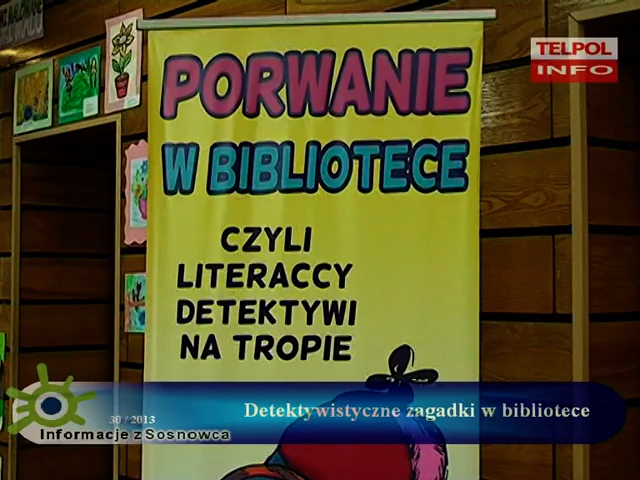 TELPOL
INFO
PORWANIE
W BIBLIOTECE
CZYLI
LITERACCY
DETEKTYWI
NA TROPIE
30 / 2013
Detektywistyczne zagadki w bibliotece
Informacje z Sosnowca